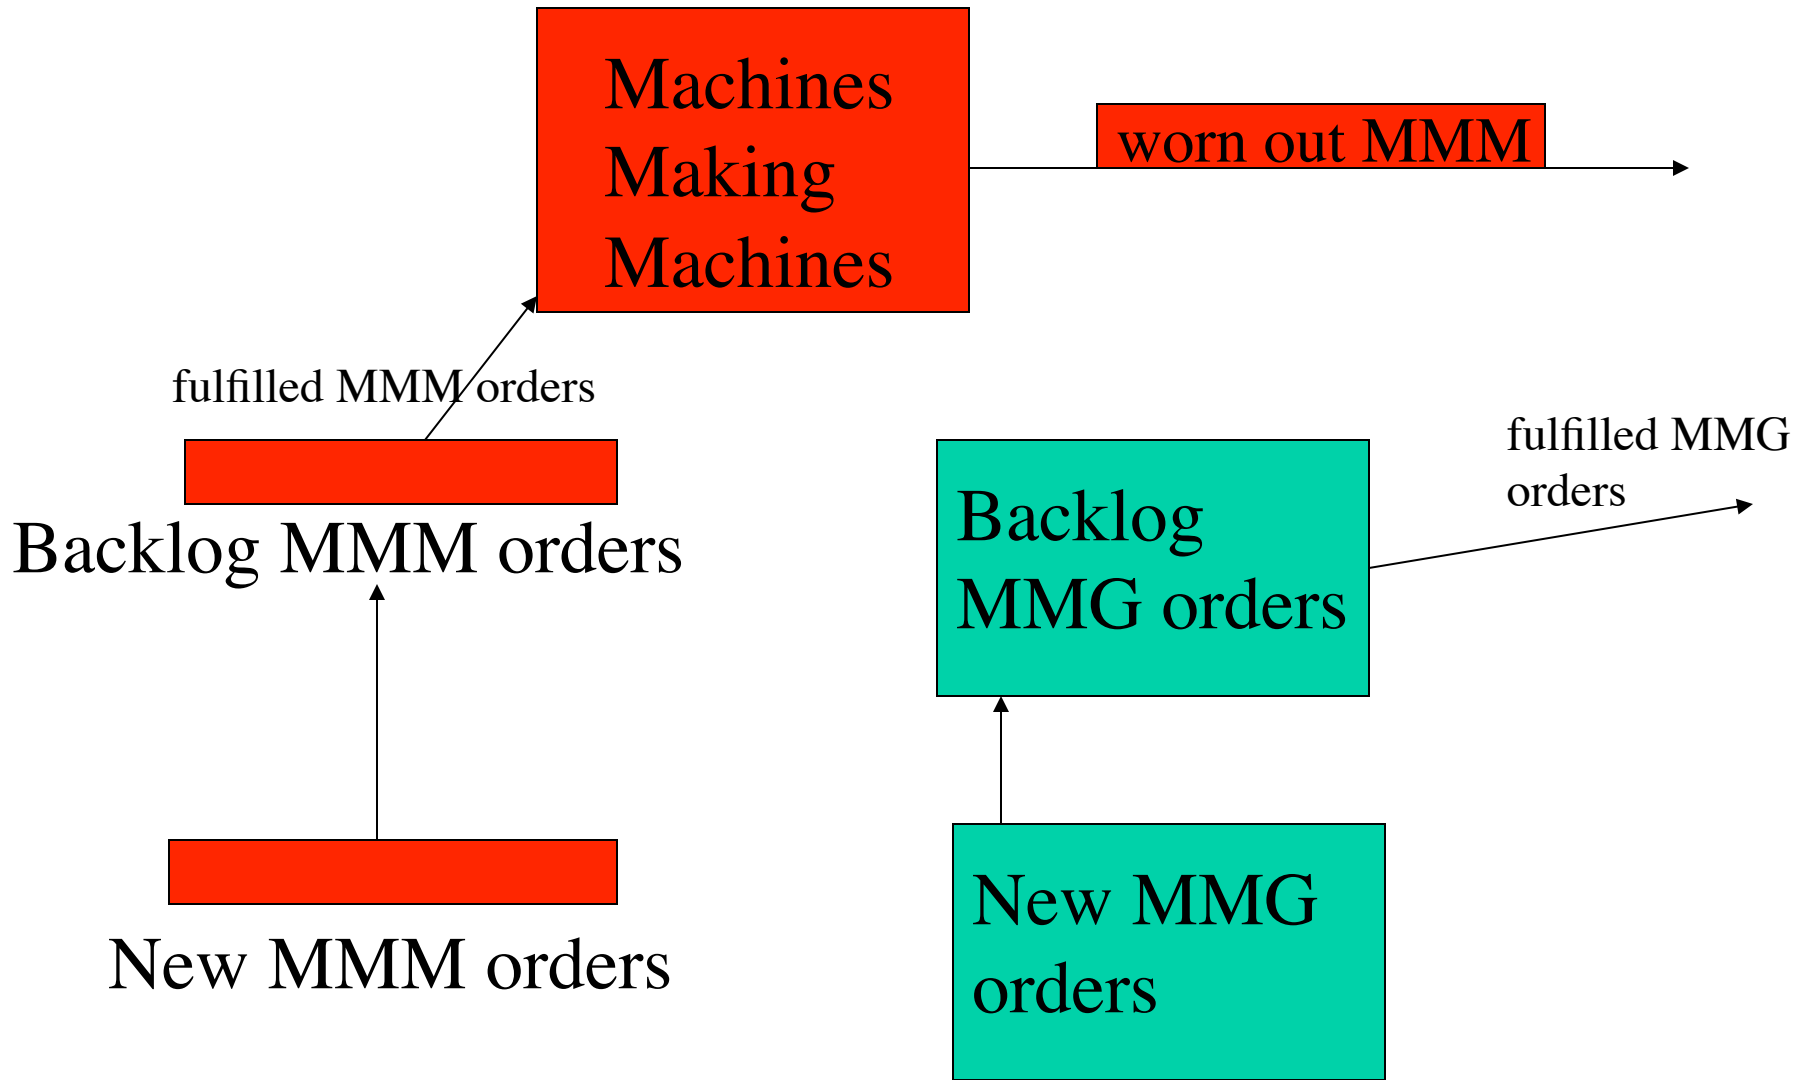 Machines
Making
Machines
worn out MMM
fulfilled MMM orders
Backlog MMM orders
New MMM orders
fulfilled MMG
orders
Backlog
MMG orders
New MMG
orders